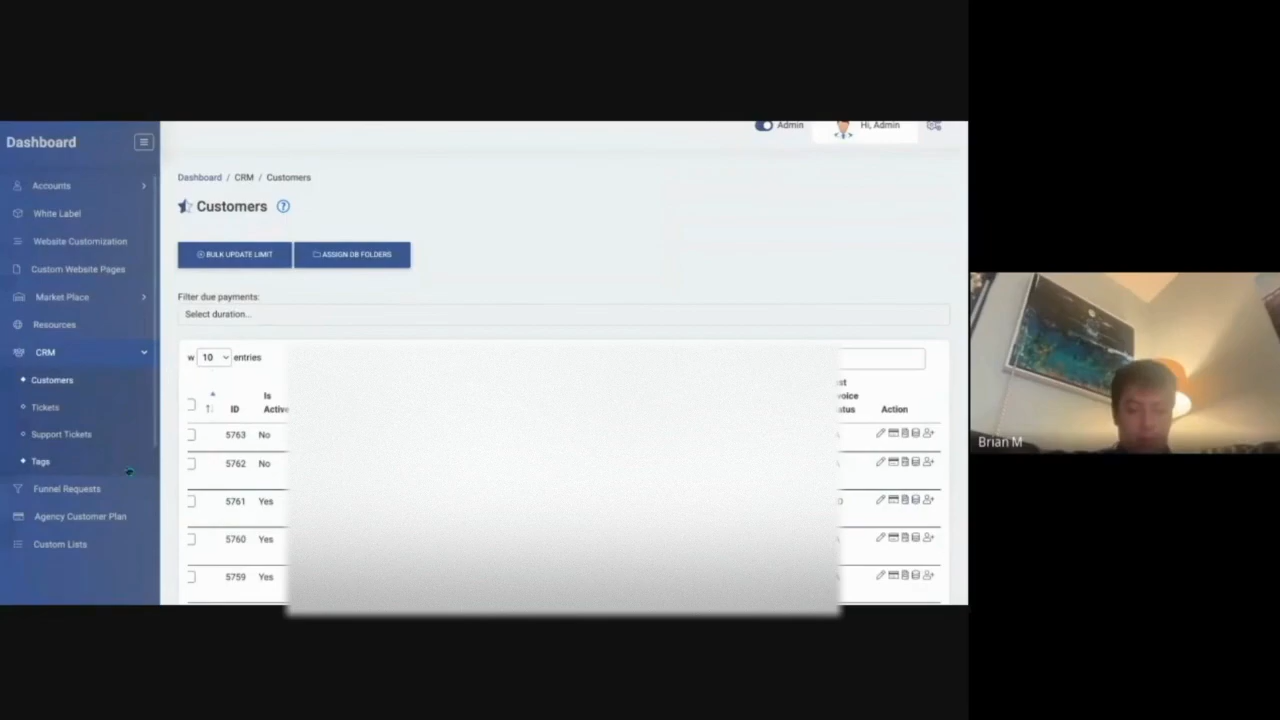 Dashboard
Accounts
White Label
Website Customization
Custom Website Pages
Market Place
Resources
CRM
Customers
Tickets
Support Tickets
Tags
Funnel Requests
Agency Customer Plan
Custom Lists
Admin
Hi, Admin
Dashboard / CRM / Customers
Customers ?
BULK UPDATE LIMIT
ASSIGN DB FOLDERS
Filter due payments:
Select duration...
w 10 entries
ID
Is Active
Action
5763 No
5762 No
5761 Yes
5760 Yes
5759 Yes
Brian M